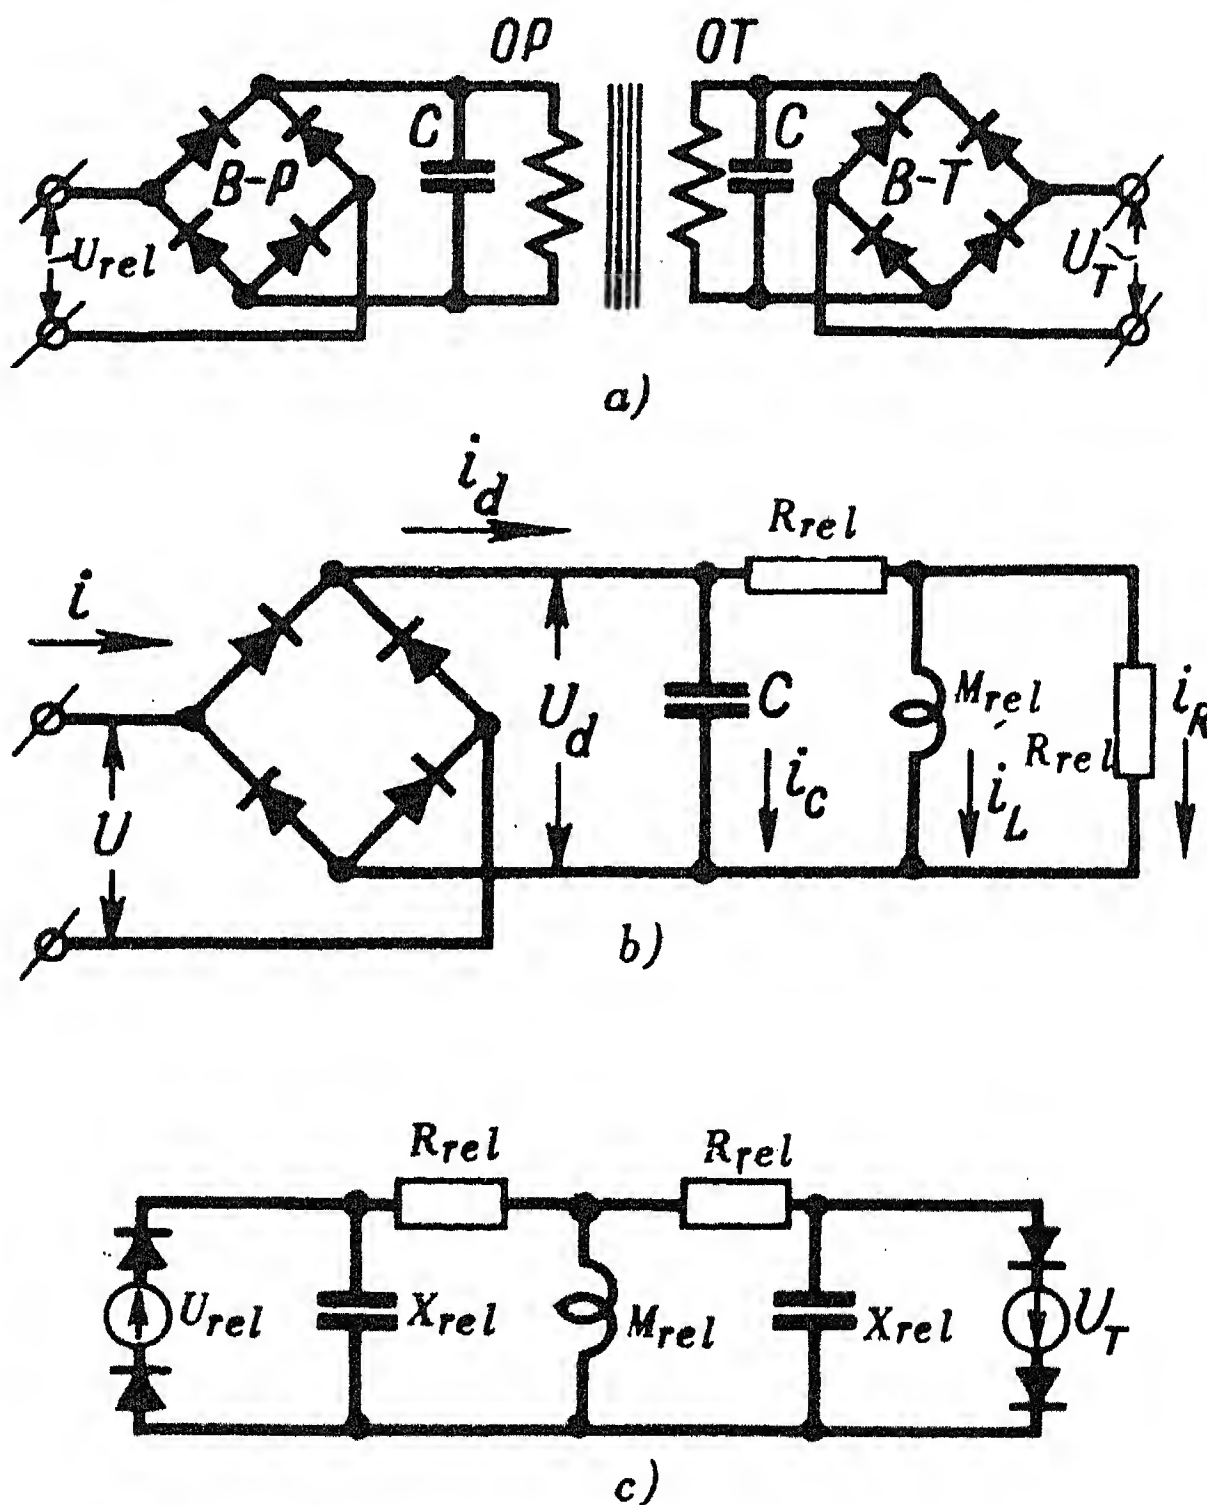 OP OT
C C
B-P B-T
U_rel U_T~
a)
i_d
R_rel
i
U_d C M_rel i_R
R_rel
i_C i_L
U
b)
R_rel R_rel
U_rel X_rel M_rel X_rel U_T
c)